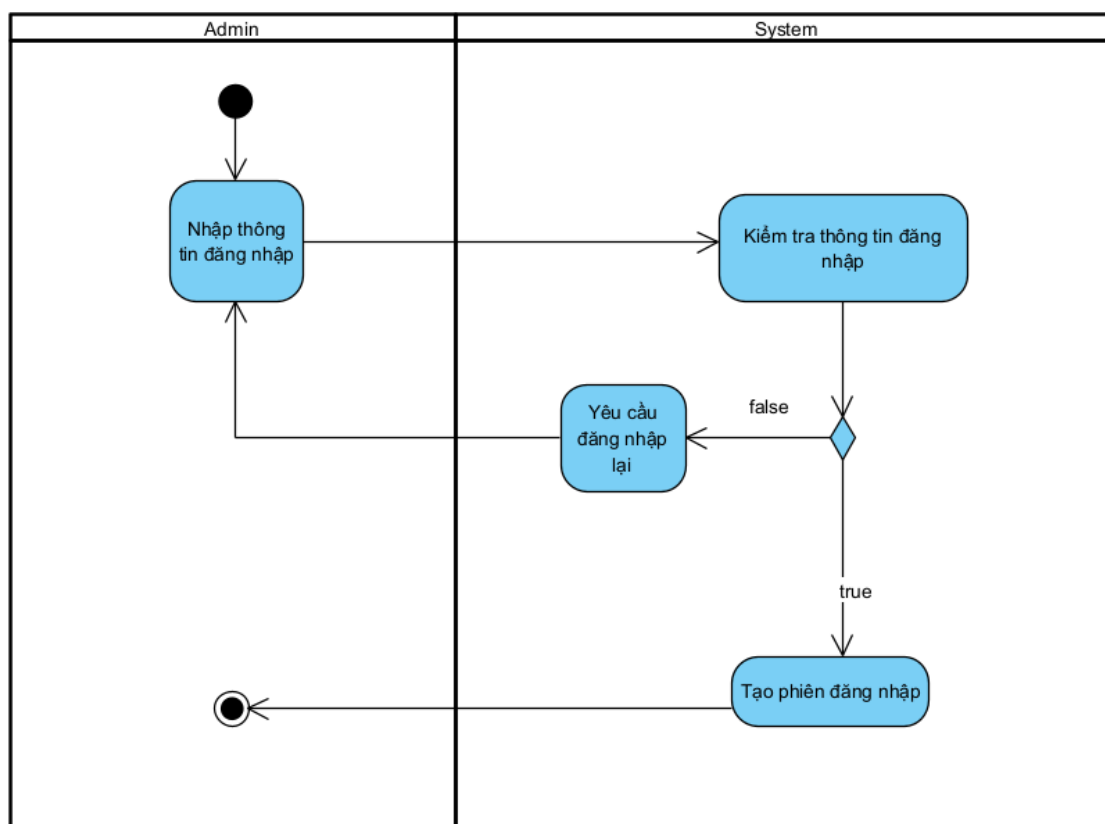 Admin
System
Nhập thông
tin đăng nhập
Kiểm tra thông tin đăng
nhập
false
Yêu cầu
đăng nhập
lại
true
Tạo phiên đăng nhập